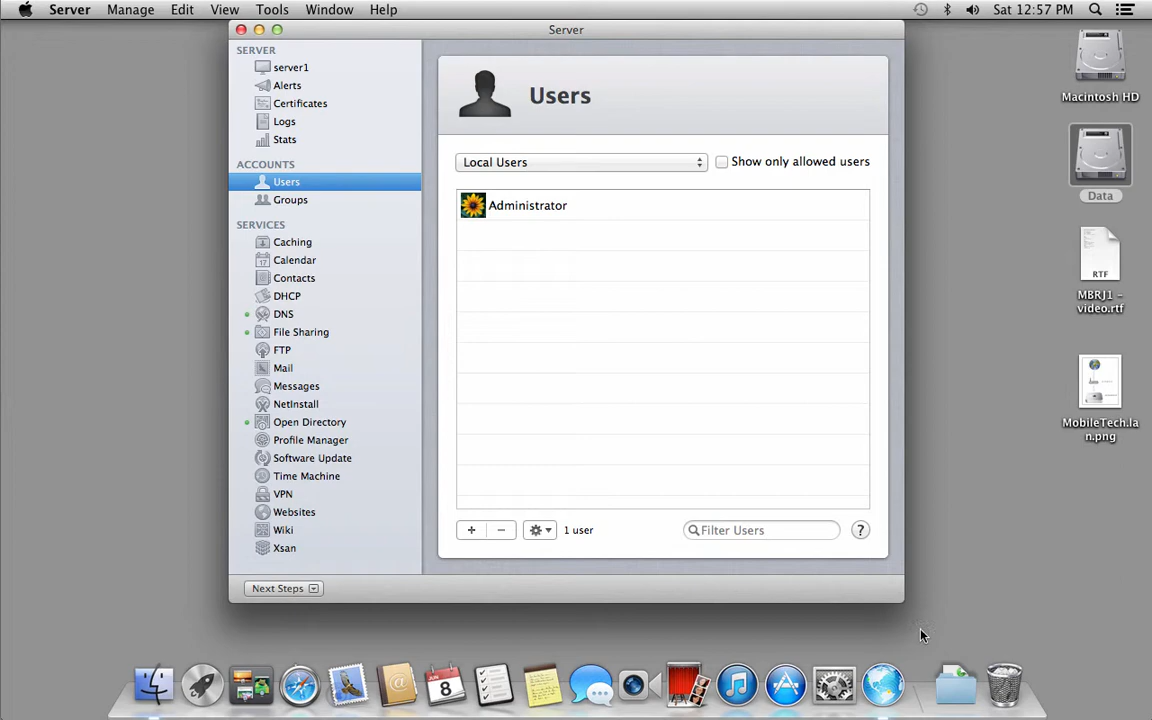 Server Manage Edit View Tools Window Help Sat 12:57 PM
Server
SERVER
server1
Alerts
Certificates
Logs
Stats
ACCOUNTS
Users
Groups
SERVICES
Caching
Calendar
Contacts
DHCP
DNS
File Sharing
FTP
Mail
Messages
NetInstall
Open Directory
Profile Manager
Software Update
Time Machine
VPN
Websites
Wiki
Xsan
Next Steps
Users
Local Users
Show only allowed users
Administrator
+ − 1 user
Filter Users
?
Macintosh HD
Data
RTF
MBRJ1 –
video.rtf
MobileTech.la
n.png
17
8